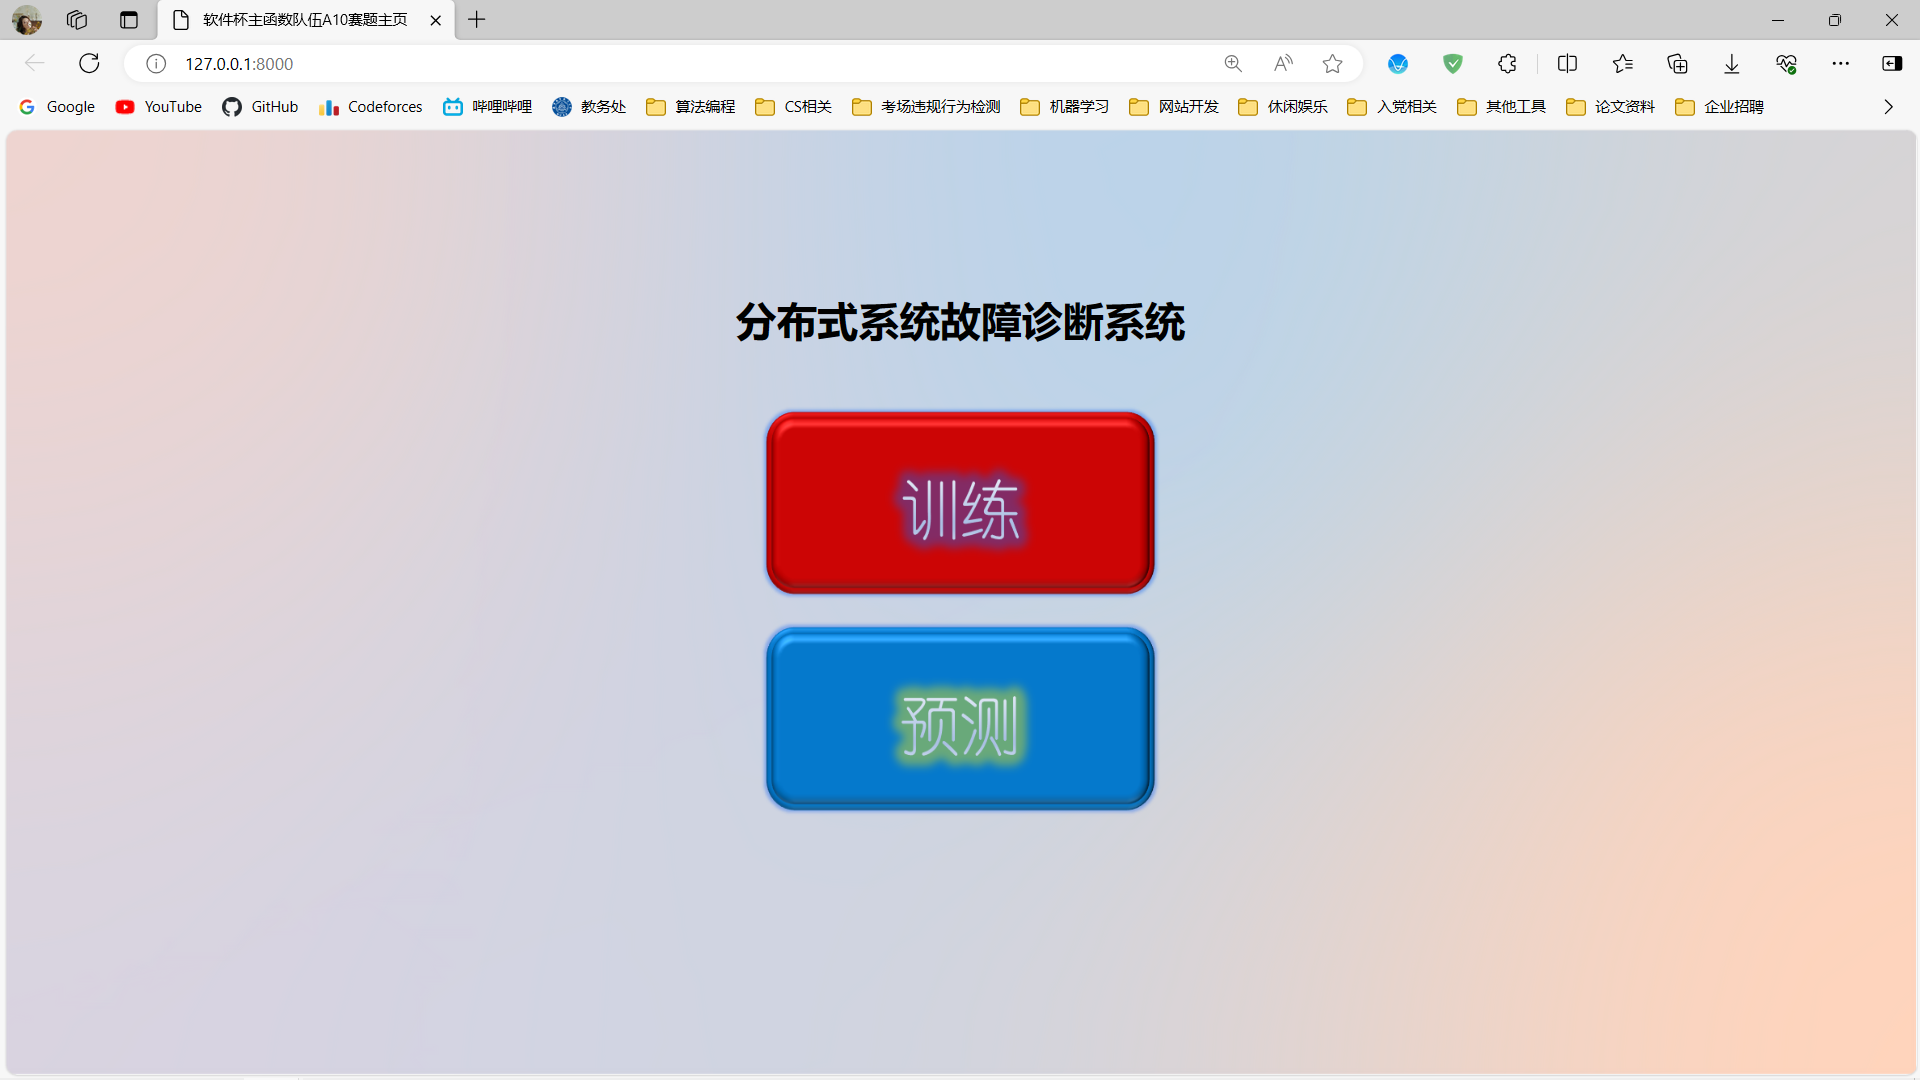 软件杯主函数队伍A10赛题主页
127.0.0.1:8000
Google YouTube GitHub Codeforces 哔哩哔哩 教务处 算法编程 CS相关 考场违规行为检测 机器学习 网站开发 休闲娱乐 入党相关 其他工具 论文资料 企业招聘
分布式系统故障诊断系统
训练
预测